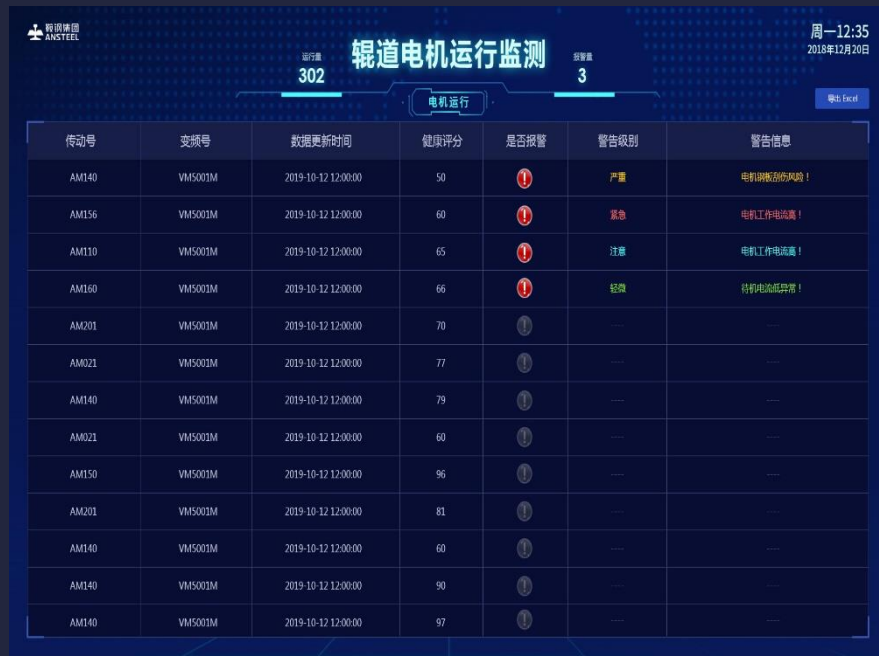 鞍钢集团
ANSTEEL
周一12:35
2018年12月20日
运行量
302
辊道电机运行监测
报警量
3
电机运行
导出 Excel
传动号 变频号 数据更新时间 健康评分 是否报警 警告级别 警告信息
AM140 VM5001M 2019-10-12 12:00:00 50 严重 电机钢板刮伤风险！
AM156 VM5001M 2019-10-12 12:00:00 60 紧急 电机工作电流高！
AM110 VM5001M 2019-10-12 12:00:00 65 注意 电机工作电流高！
AM160 VM5001M 2019-10-12 12:00:00 66 轻微 待机电流低异常！
AM201 VM5001M 2019-10-12 12:00:00 70 ---- ----
AM021 VM5001M 2019-10-12 12:00:00 77 ---- ----
AM140 VM5001M 2019-10-12 12:00:00 79 ---- ----
AM021 VM5001M 2019-10-12 12:00:00 60 ---- ----
AM150 VM5001M 2019-10-12 12:00:00 96 ---- ----
AM201 VM5001M 2019-10-12 12:00:00 81 ---- ----
AM140 VM5001M 2019-10-12 12:00:00 60 ---- ----
AM140 VM5001M 2019-10-12 12:00:00 90 ---- ----
AM140 VM5001M 2019-10-12 12:00:00 97 ---- ----